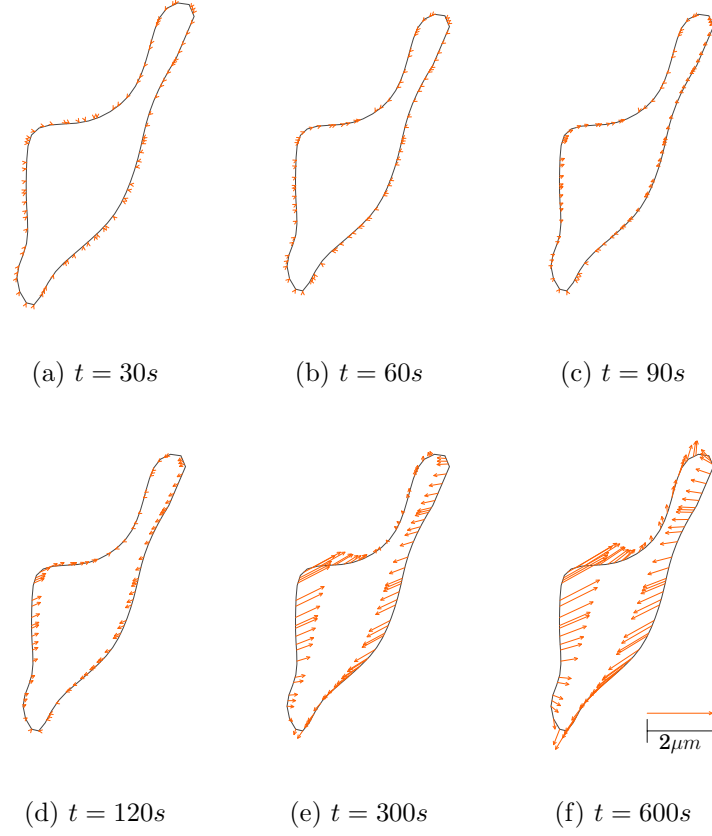 (a) t = 30s
(b) t = 60s
(c) t = 90s
2μm
(d) t = 120s
(e) t = 300s
(f) t = 600s